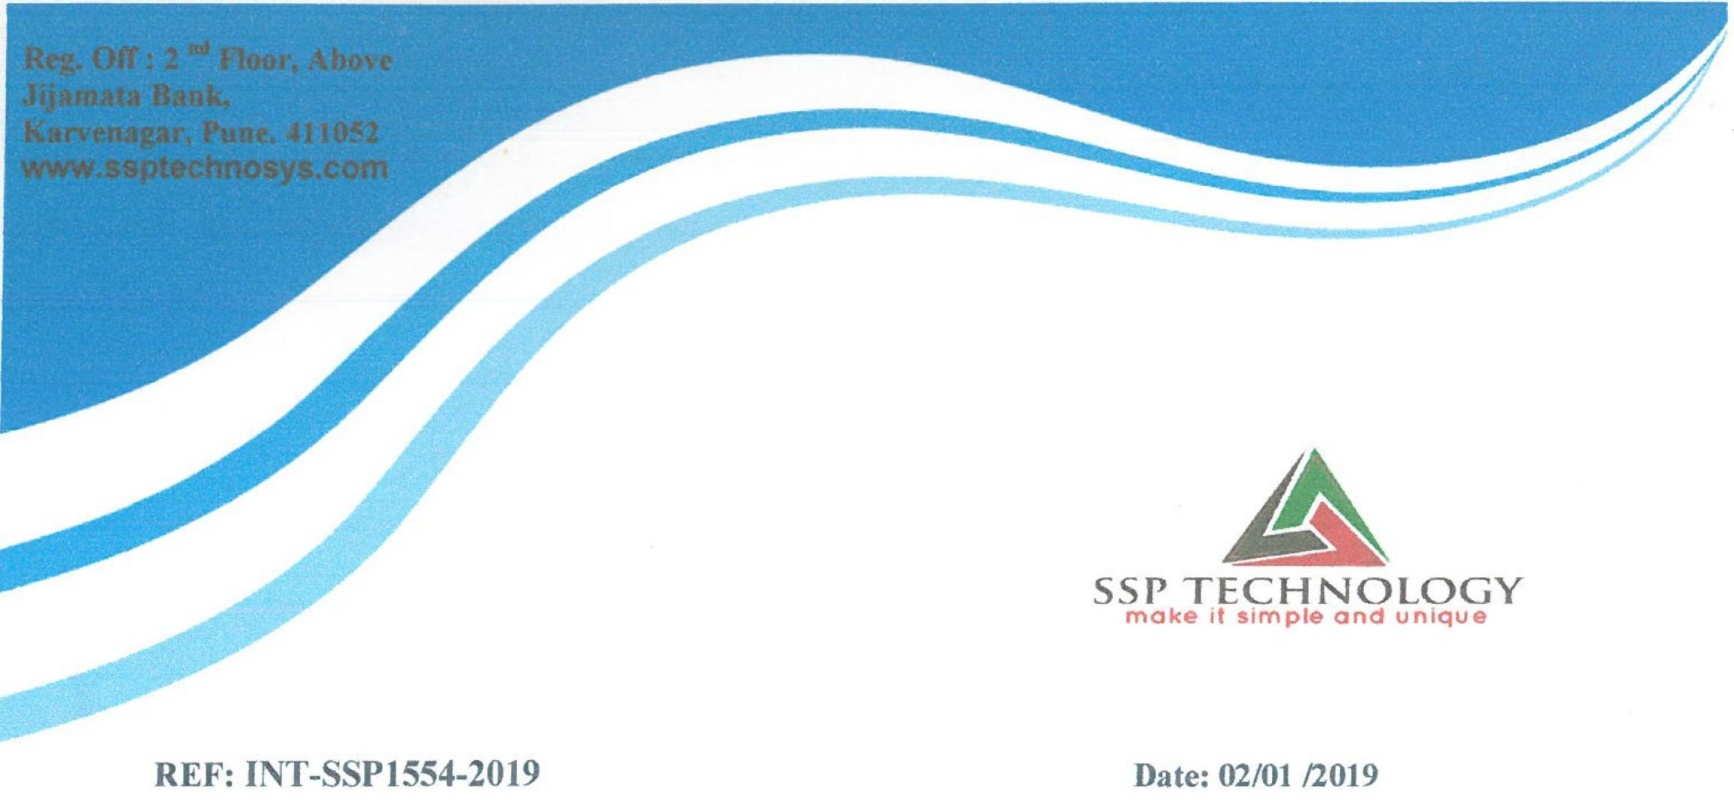 Reg. Off : 2 nd Floor, Above
Jijamata Bank,
Karvenagar, Pune. 411052
www.ssptechnosys.com
SSP TECHNOLOGY
make it simple and unique
REF: INT-SSP1554-2019
Date: 02/01 /2019